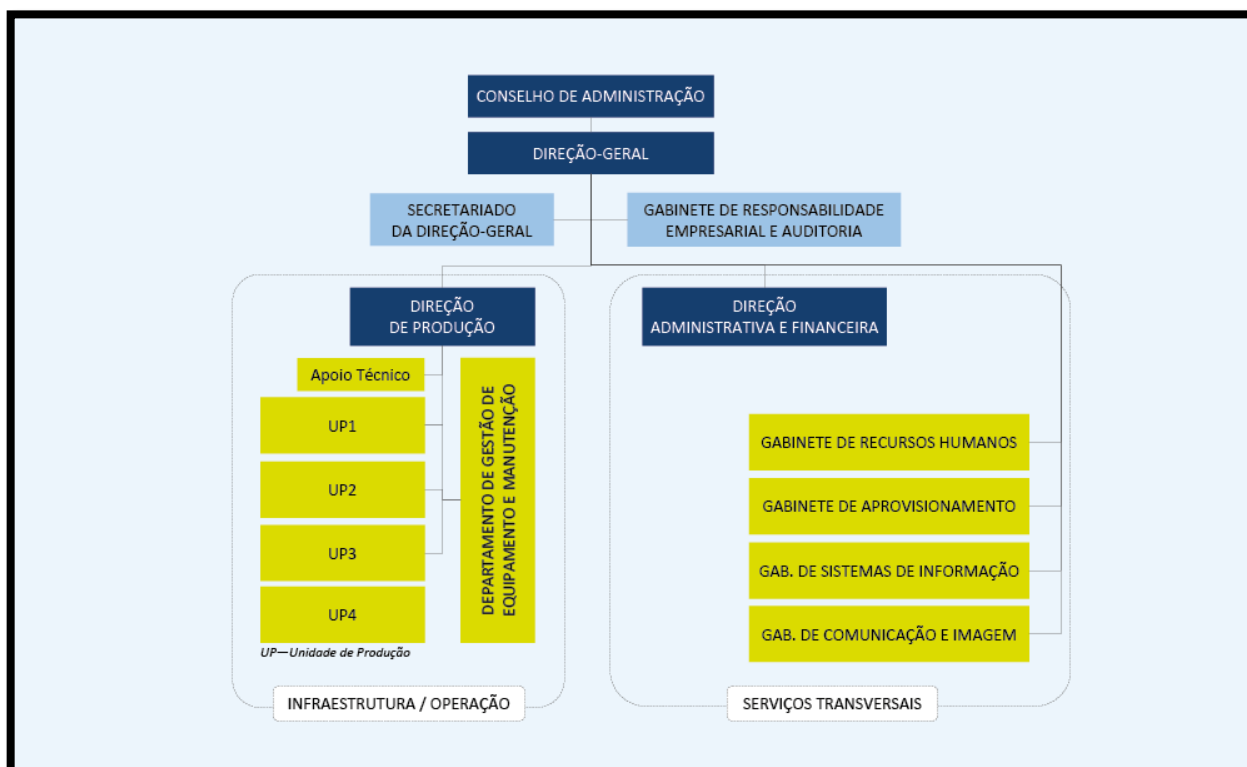 CONSELHO DE ADMINISTRAÇÃO
DIREÇÃO-GERAL
SECRETARIADO
DA DIREÇÃO-GERAL
GABINETE DE RESPONSABILIDADE
EMPRESARIAL E AUDITORIA
DIREÇÃO
DE PRODUÇÃO
Apoio Técnico
UP1
UP2
UP3
UP4
DEPARTAMENTO DE GESTÃO DE
EQUIPAMENTO E MANUTENÇÃO
UP—Unidade de Produção
INFRAESTRUTURA / OPERAÇÃO
DIREÇÃO
ADMINISTRATIVA E FINANCEIRA
GABINETE DE RECURSOS HUMANOS
GABINETE DE APROVISIONAMENTO
GAB. DE SISTEMAS DE INFORMAÇÃO
GAB. DE COMUNICAÇÃO E IMAGEM
SERVIÇOS TRANSVERSAIS